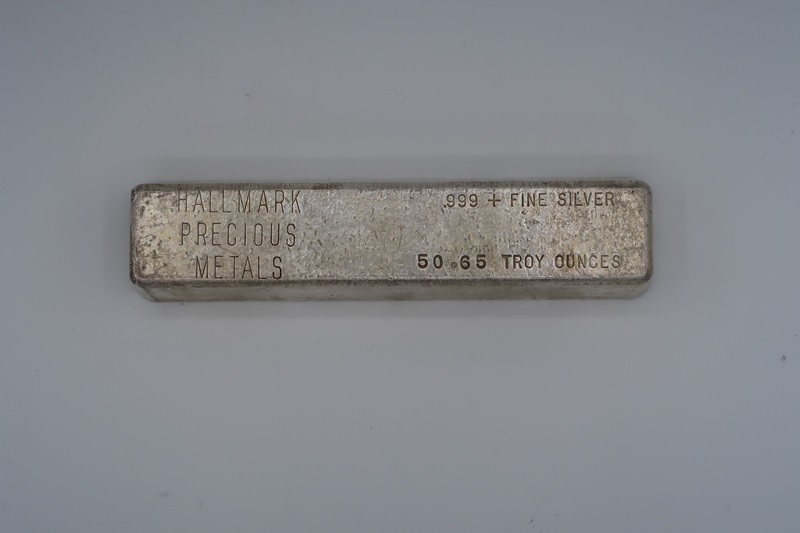 HALLMARK
PRECIOUS
METALS
.999 + FINE SILVER
50.65 TROY OUNCES